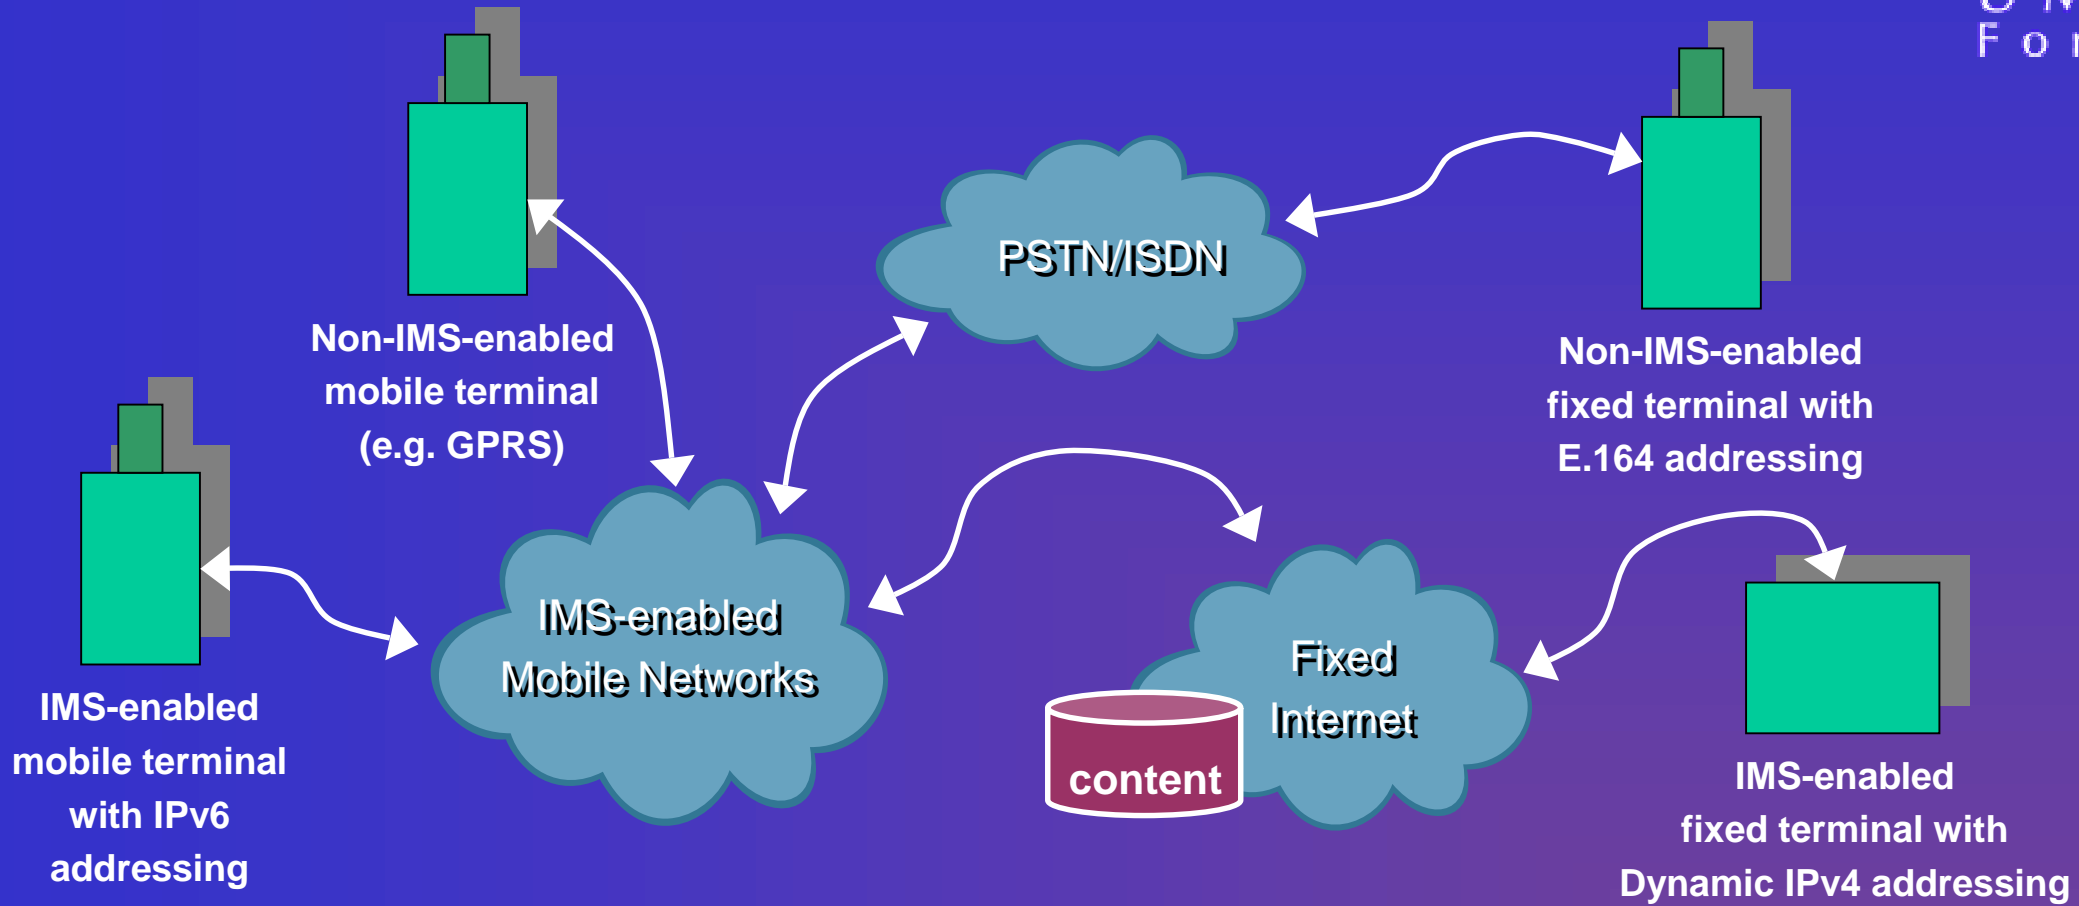 Non-IMS-enabled
mobile terminal
(e.g. GPRS)
PSTN/ISDN
Non-IMS-enabled
fixed terminal with
E.164 addressing
IMS-enabled
mobile terminal
with IPv6
addressing
IMS-enabled
Mobile Networks
Fixed
Internet
content
IMS-enabled
fixed terminal with
Dynamic IPv4 addressing